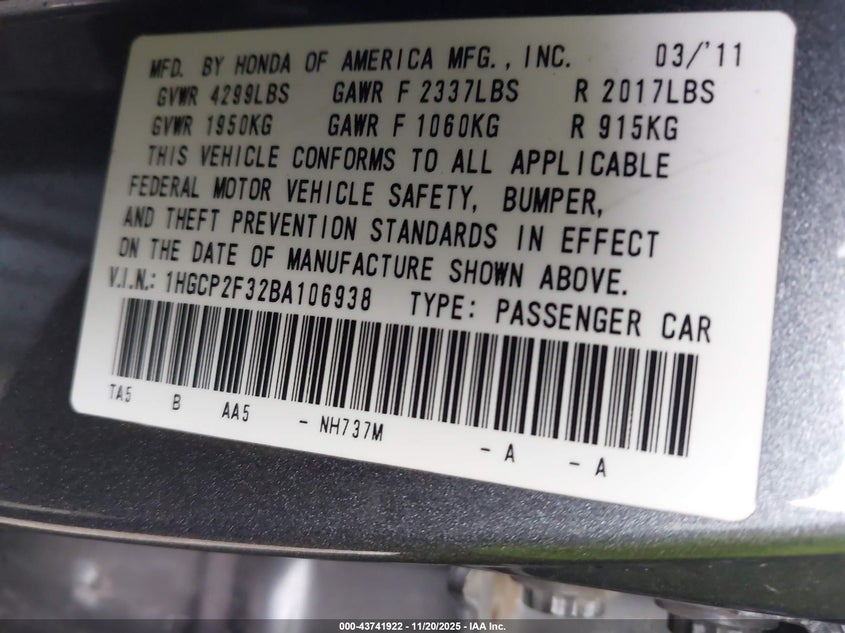 MFD. BY HONDA OF AMERICA MFG., INC. 03/'11
GVWR 4299LBS GAWR F 2337LBS R 2017LBS
GVWR 1950KG GAWR F 1060KG R 915KG
THIS VEHICLE CONFORMS TO ALL APPLICABLE
FEDERAL MOTOR VEHICLE SAFETY, BUMPER,
AND THEFT PREVENTION STANDARDS IN EFFECT
ON THE DATE OF MANUFACTURE SHOWN ABOVE.
V.I.N.: 1HGCP2F32BA106938 TYPE: PASSENGER CAR
TA5 B AA5 - NH737M - A - A
000-43741922 - 11/20/2025 - IAA Inc.